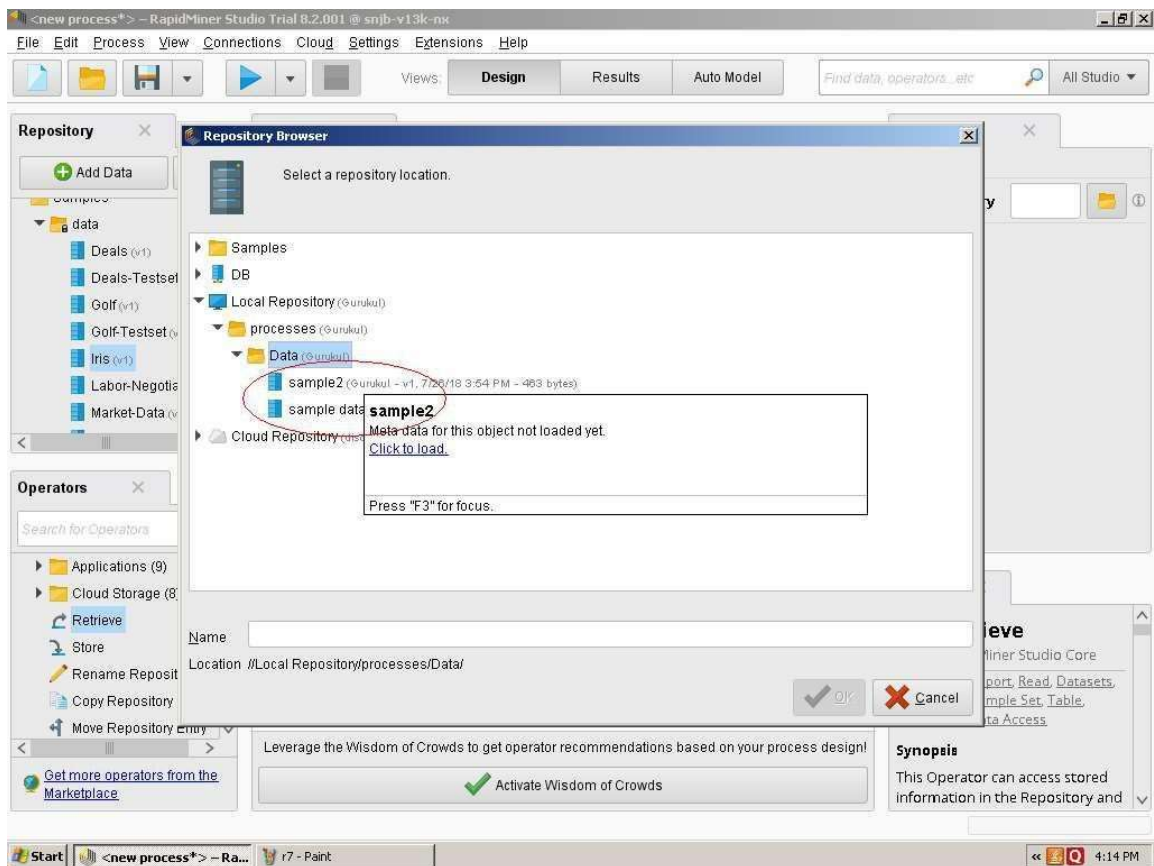 <new process*> – RapidMiner Studio Trial 8.2.001 @ snjb-v13k-nx
File Edit Process View Connections Cloud Settings Extensions Help
Views: Design Results Auto Model
Find data, operators...etc
All Studio
Repository
Repository Browser
Add Data
Select a repository location.
Samples
data
Deals (v1)
Deals-Testset
Golf (v1)
Golf-Testset
Iris (v1)
Labor-Negotia
Market-Data
Samples
DB
Local Repository (Gurukul)
processes (Gurukul)
Data (Gurukul)
sample2 (Gurukul – v1, 7/26/18 3:54 PM – 463 bytes)
sample data
Cloud Repository
sample2
Meta data for this object not loaded yet.
Click to load.
Press "F3" for focus.
Operators
Search for Operators
Applications (9)
Cloud Storage (8)
Retrieve
Store
Rename Reposit
Copy Repository
Move Repository Entry
Name
Location //Local Repository/processes/Data/
OK
Cancel
ieve
Miner Studio Core
port, Read, Datasets,
mple Set, Table,
ta Access
Synopsis
This Operator can access stored
information in the Repository and
Leverage the Wisdom of Crowds to get operator recommendations based on your process design!
Activate Wisdom of Crowds
Get more operators from the
Marketplace
Start
<new process*> – Ra...
r7 - Paint
4:14 PM